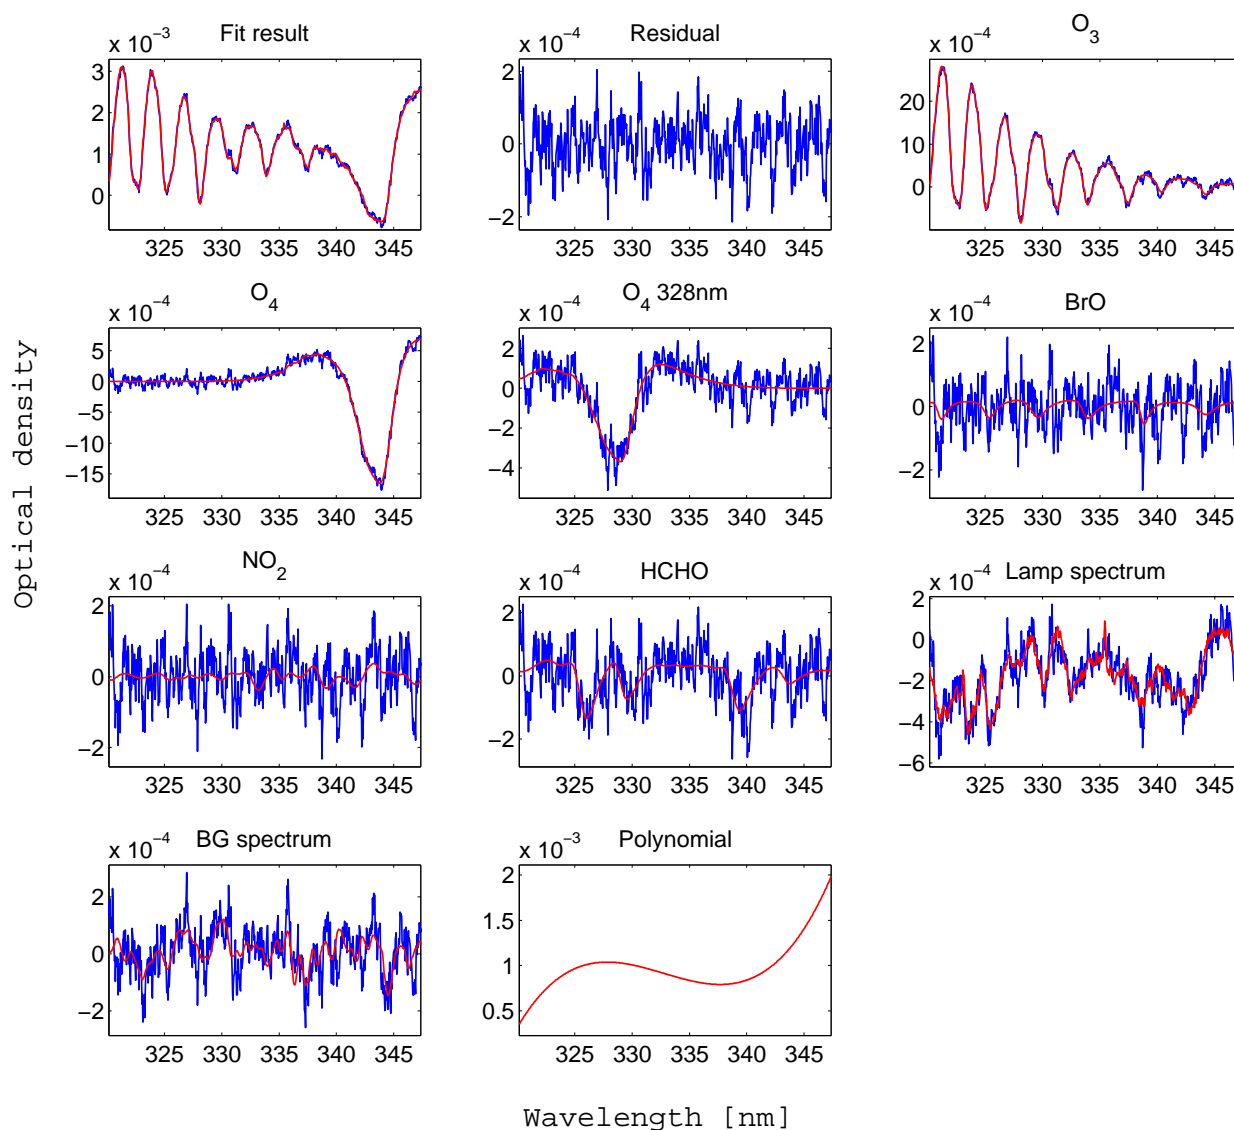 Fit result
x 10−3
3
2
1
0
325 330 335 340 345
Residual
x 10−4
2
0
−2
325 330 335 340 345
O3
x 10−4
20
10
0
325 330 335 340 345
O4
x 10−4
5
0
−5
−10
−15
325 330 335 340 345
O4 328nm
x 10−4
2
0
−2
−4
325 330 335 340 345
BrO
x 10−4
2
0
−2
325 330 335 340 345
NO2
x 10−4
2
0
−2
325 330 335 340 345
HCHO
x 10−4
2
0
−2
325 330 335 340 345
Lamp spectrum
x 10−4
2
0
−2
−4
−6
325 330 335 340 345
BG spectrum
x 10−4
2
0
−2
325 330 335 340 345
Polynomial
x 10−3
2
1.5
1
0.5
325 330 335 340 345
Optical density
Wavelength [nm]